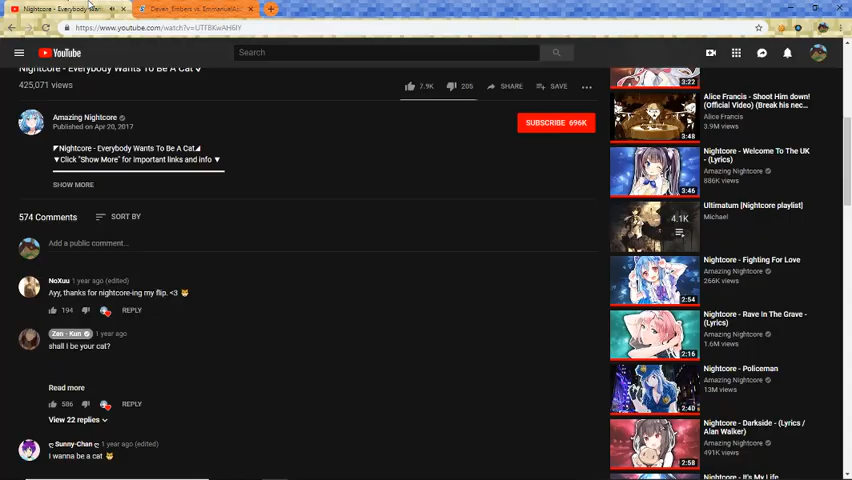 Nightcore - Everybody Wants
Deven_Embers vs. EmmanuelAsi
https://www.youtube.com/watch?v=UTFBKwAH6IY
YouTube
Search
Nightcore - Everybody Wants To Be A Cat
425,071 views
7.9K
205
SHARE
SAVE
Amazing Nightcore
Published on Apr 20, 2017
SUBSCRIBE 696K
◤Nightcore - Everybody Wants To Be A Cat◢
▼Click "Show More" for Important links and info ▼
SHOW MORE
574 Comments
SORT BY
Add a public comment...
NoXuu 1 year ago (edited)
Ayy, thanks for nightcore-ing my flip. <3
194 REPLY
Zen - Kun 1 year ago
shall I be your cat?
Read more
586 REPLY
View 22 replies
ღ Sunny-Chan ღ 1 year ago (edited)
I wanna be a cat
3:22
Alice Francis - Shoot Him down!
(Official Video) (Break his nec...
Alice Francis
3.9M views
3:48
Nightcore - Welcome To The UK
- (Lyrics)
Amazing Nightcore
886K views
3:46
Ultimatum [Nightcore playlist]
Michael
4.1K
Nightcore - Fighting For Love
Amazing Nightcore
266K views
2:54
Nightcore - Rave In The Grave -
(Lyrics)
Amazing Nightcore
1.6M views
2:16
Nightcore - Policeman
Amazing Nightcore
13M views
2:40
Nightcore - Darkside - (Lyrics /
Alan Walker)
Amazing Nightcore
491K views
2:58
Nightcore - It's My Life